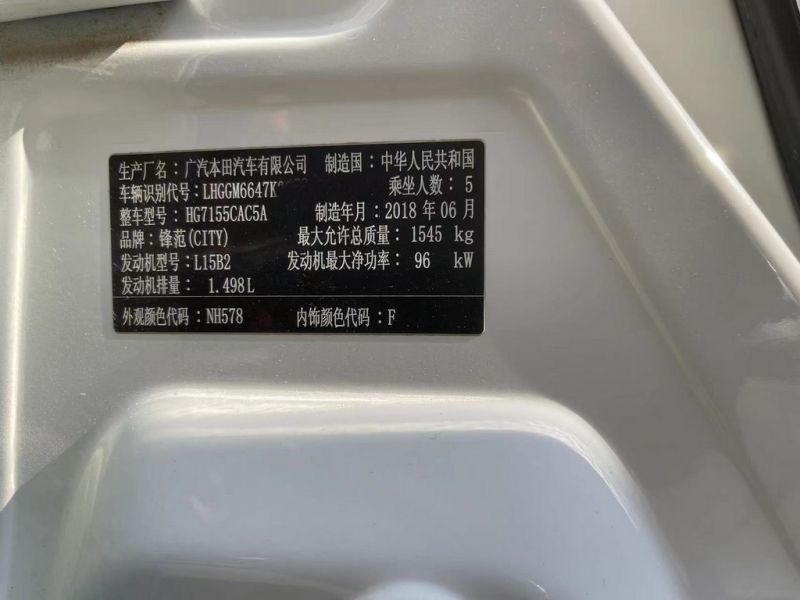 生产厂名：广汽本田汽车有限公司 制造国：中华人民共和国
车辆识别代号：LHGGM6647K 乘坐人数：5
整车型号：HG7155CAC5A 制造年月：2018 年 06 月
品牌：锋范(CITY) 最大允许总质量：1545 kg
发动机型号：L15B2 发动机最大净功率：96 kW
发动机排量：1.498L
外观颜色代码：NH578 内饰颜色代码：F